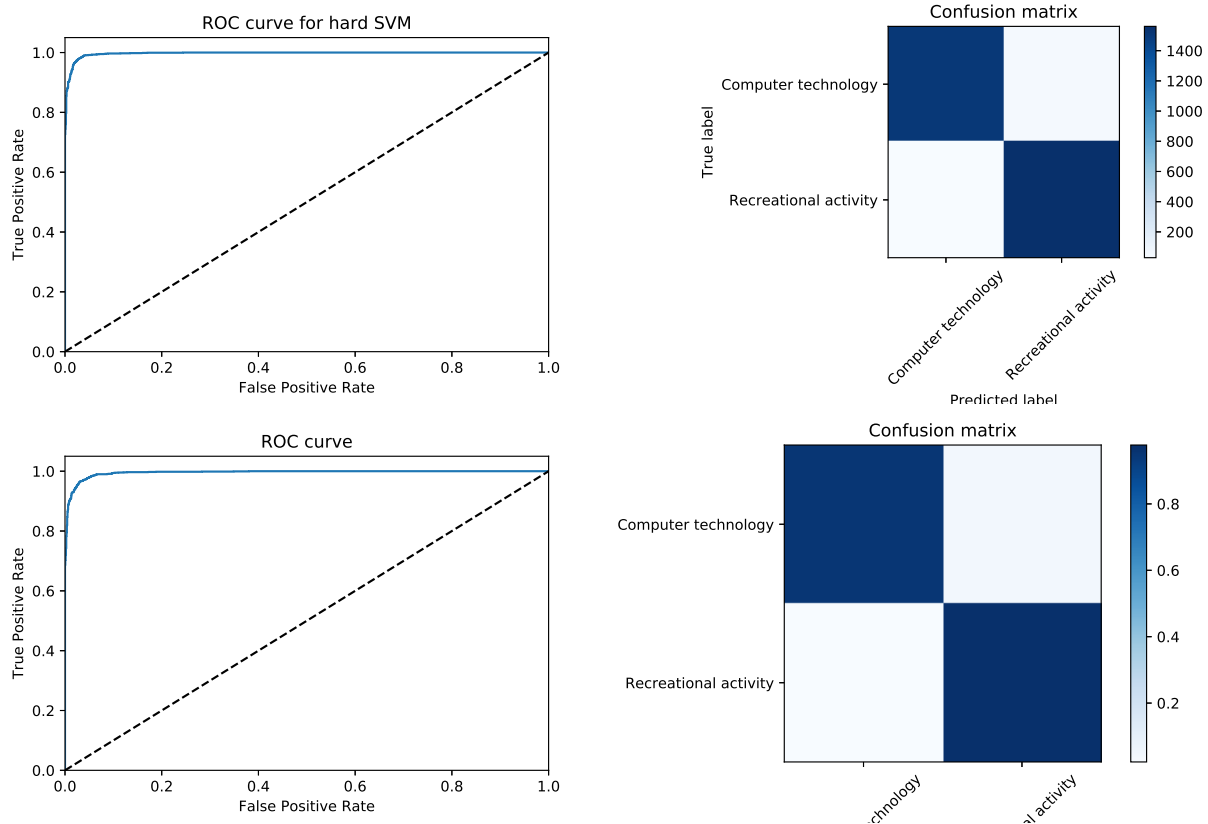 ROC curve for hard SVM
1.0
0.8
0.6
0.4
0.2
0.0
True Positive Rate
0.0 0.2 0.4 0.6 0.8 1.0
False Positive Rate
Confusion matrix
True label
Computer technology
Recreational activity
Computer technology
Recreational activity
Predicted label
1400
1200
1000
800
600
400
200
ROC curve
1.0
0.8
0.6
0.4
0.2
0.0
True Positive Rate
0.0 0.2 0.4 0.6 0.8 1.0
False Positive Rate
Confusion matrix
Computer technology
Recreational activity
chnology
al activity
0.8
0.6
0.4
0.2